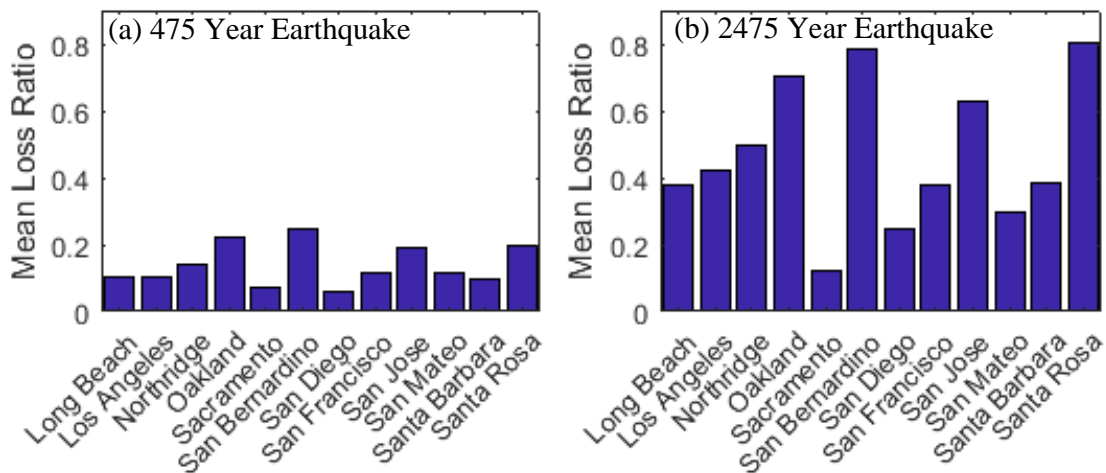 (a) 475 Year Earthquake
Mean Loss Ratio
0.8
0.6
0.4
0.2
0
Long Beach
Los Angeles
Northridge
Oakland
Sacramento
San Bernardino
San Diego
San Francisco
San Jose
San Mateo
Santa Barbara
Santa Rosa
(b) 2475 Year Earthquake
Mean Loss Ratio
0.8
0.6
0.4
0.2
0
Long Beach
Los Angeles
Northridge
Oakland
Sacramento
San Bernardino
San Diego
San Francisco
San Jose
San Mateo
Santa Barbara
Santa Rosa